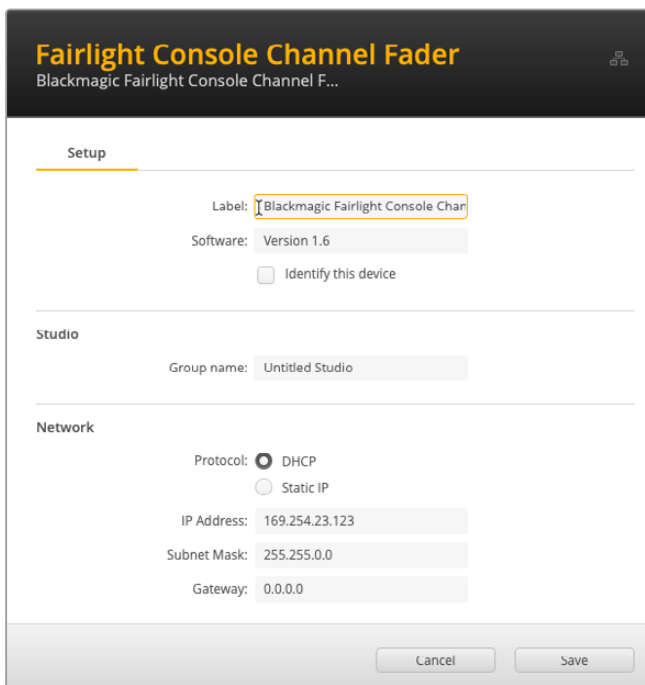 Fairlight Console Channel Fader
Blackmagic Fairlight Console Channel F...
Setup
Label: Blackmagic Fairlight Console Chan
Software: Version 1.6
Identify this device
Studio
Group name: Untitled Studio
Network
Protocol: DHCP
Static IP
IP Address: 169.254.23.123
Subnet Mask: 255.255.0.0
Gateway: 0.0.0.0
Cancel Save